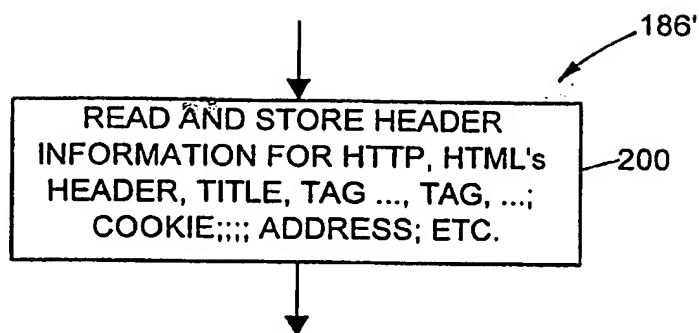 186'
READ AND STORE HEADER
INFORMATION FOR HTTP, HTML's
HEADER, TITLE, TAG ..., TAG, ...;
COOKIE;;;; ADDRESS; ETC.
200